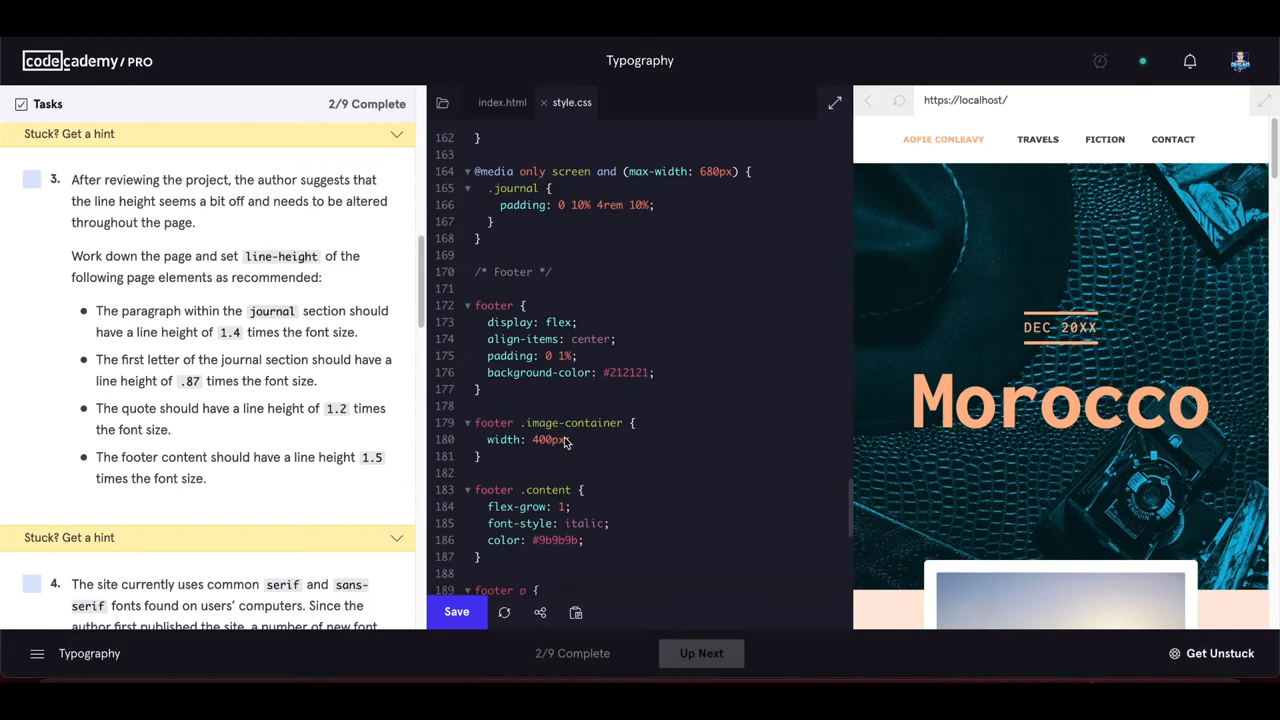 codecademy / PRO
Typography
Tasks
2/9 Complete
Stuck? Get a hint
3. After reviewing the project, the author suggests that
the line height seems a bit off and needs to be altered
throughout the page.
Work down the page and set line-height of the
following page elements as recommended:
● The paragraph within the journal section should
have a line height of 1.4 times the font size.
● The first letter of the journal section should have a
line height of .87 times the font size.
● The quote should have a line height of 1.2 times
the font size.
● The footer content should have a line height 1.5
times the font size.
Stuck? Get a hint
4. The site currently uses common serif and sans-
serif fonts found on users’ computers. Since the
author first published the site, a number of new font
index.html × style.css
162 }
163
164 @media only screen and (max-width: 680px) {
165 .journal {
166 padding: 0 10% 4rem 10%;
167 }
168 }
169
170 /* Footer */
171
172 footer {
173 display: flex;
174 align-items: center;
175 padding: 0 1%;
176 background-color: #212121;
177 }
178
179 footer .image-container {
180 width: 400px;
181 }
182
183 footer .content {
184 flex-grow: 1;
185 font-style: italic;
186 color: #9b9b9b;
187 }
188
189 footer p {
Save
https://localhost/
AOFIE CONLEAVY TRAVELS FICTION CONTACT
DEC 20XX
Morocco
PENGUIN
Typography
2/9 Complete
Up Next
Get Unstuck